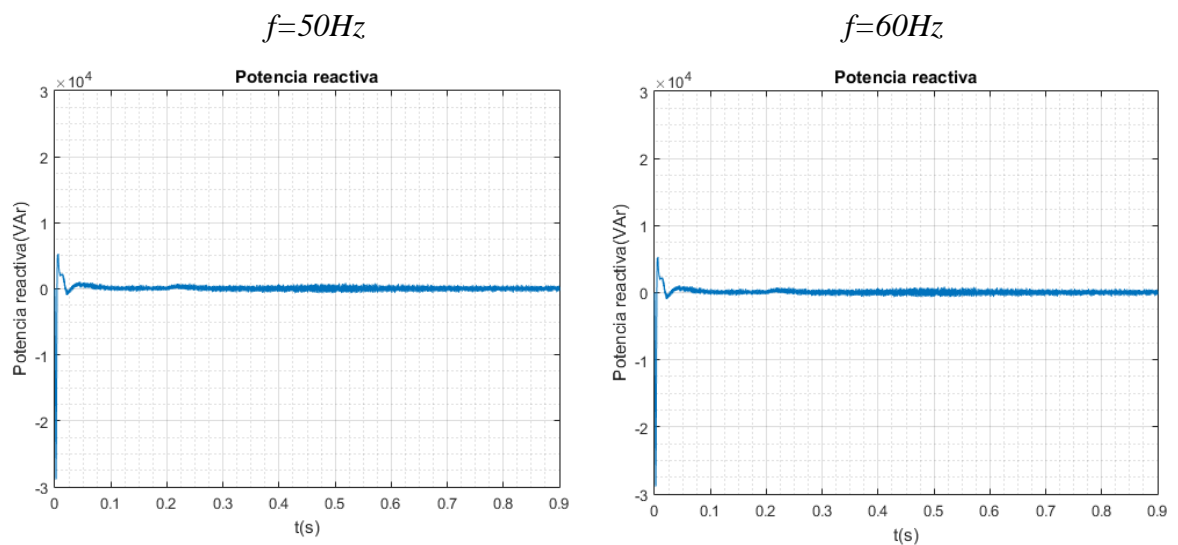 f=50Hz
f=60Hz
Potencia reactiva
×10⁴
3
2
1
0
-1
-2
-3
Potencia reactiva(VAr)
0 0.1 0.2 0.3 0.4 0.5 0.6 0.7 0.8 0.9
t(s)
Potencia reactiva
×10⁴
3
2
1
0
-1
-2
-3
Potencia reactiva(VAr)
0 0.1 0.2 0.3 0.4 0.5 0.6 0.7 0.8 0.9
t(s)